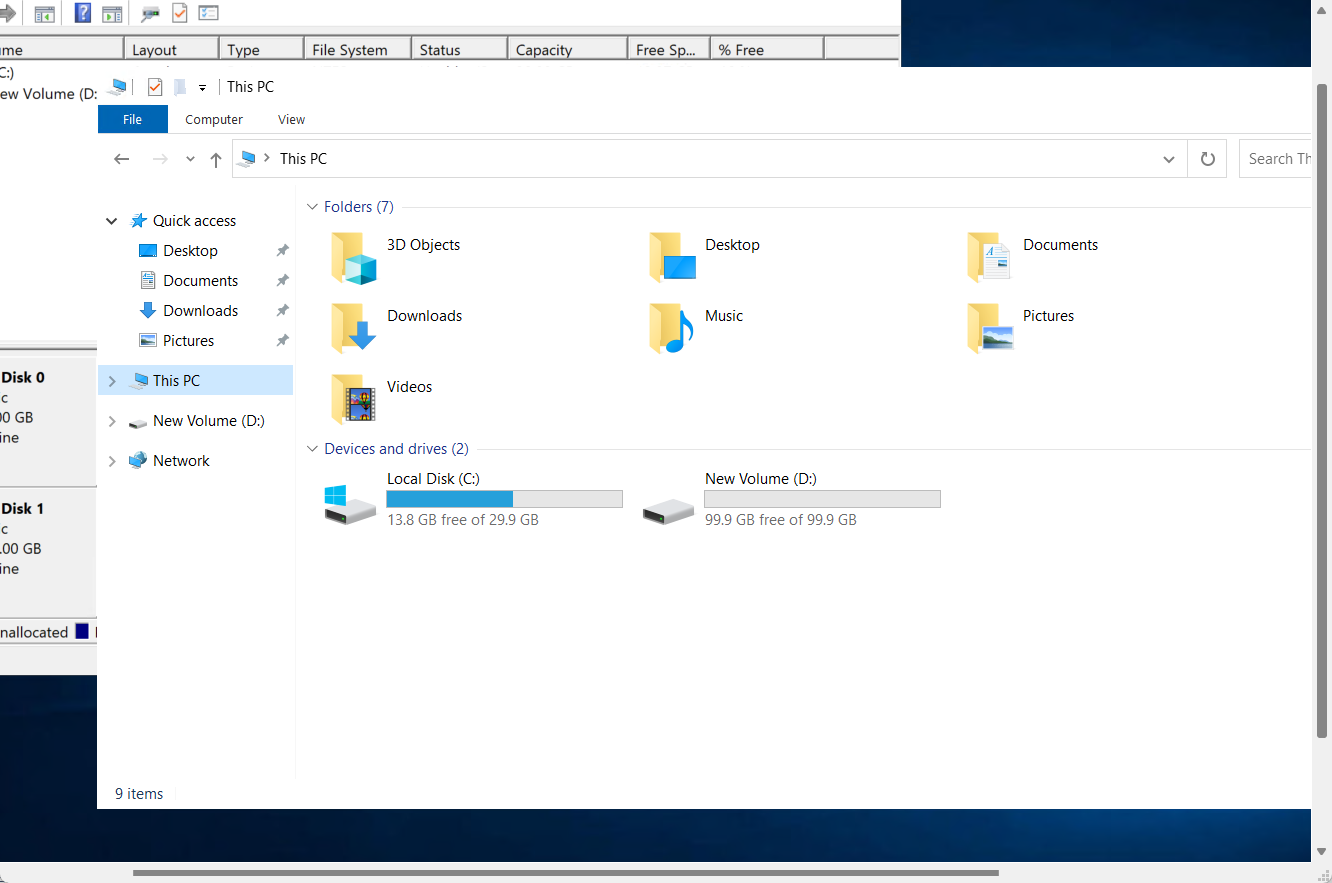 me Layout Type File System Status Capacity Free Sp... % Free
C:)
ew Volume (D:
This PC
File Computer View
This PC
Search Th
Quick access
Desktop
Documents
Downloads
Pictures
This PC
New Volume (D:)
Network
Folders (7)
3D Objects
Desktop
Documents
Downloads
Music
Pictures
Videos
Devices and drives (2)
Local Disk (C:)
13.8 GB free of 29.9 GB
New Volume (D:)
99.9 GB free of 99.9 GB
9 items
Disk 0
c
00 GB
ine
Disk 1
c
.00 GB
ine
nallocated